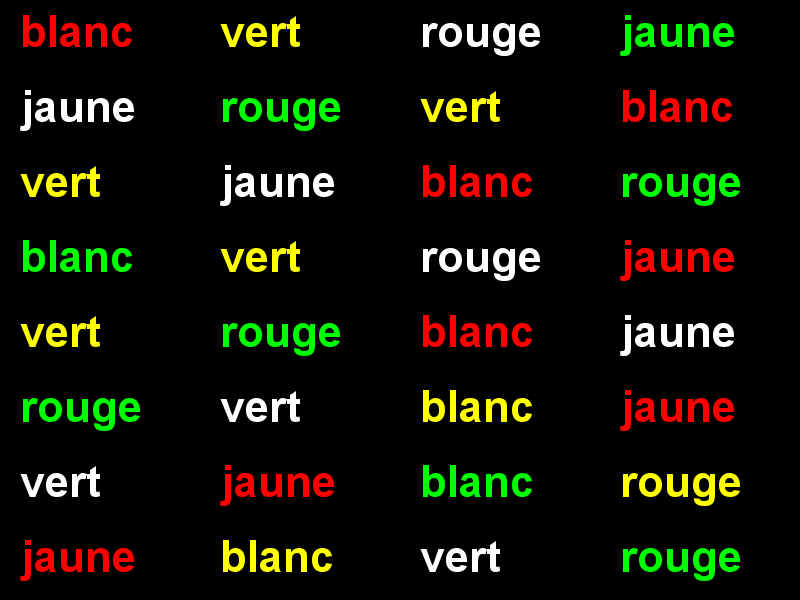 blanc vert rouge jaune
jaune rouge vert blanc
vert jaune blanc rouge
blanc vert rouge jaune
vert rouge blanc jaune
rouge vert blanc jaune
vert jaune blanc rouge
jaune blanc vert rouge